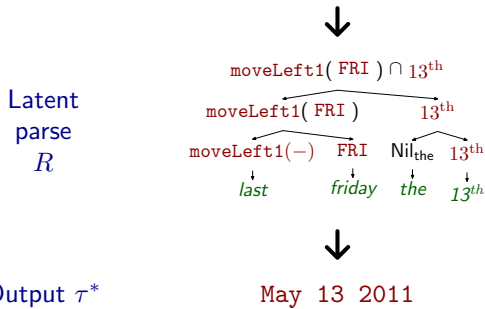 moveLeft1( FRI ) ∩ 13th
Latent
parse
R
moveLeft1( FRI ) 13th
moveLeft1(−) FRI Nilthe 13th
last friday the 13th
Output τ* May 13 2011